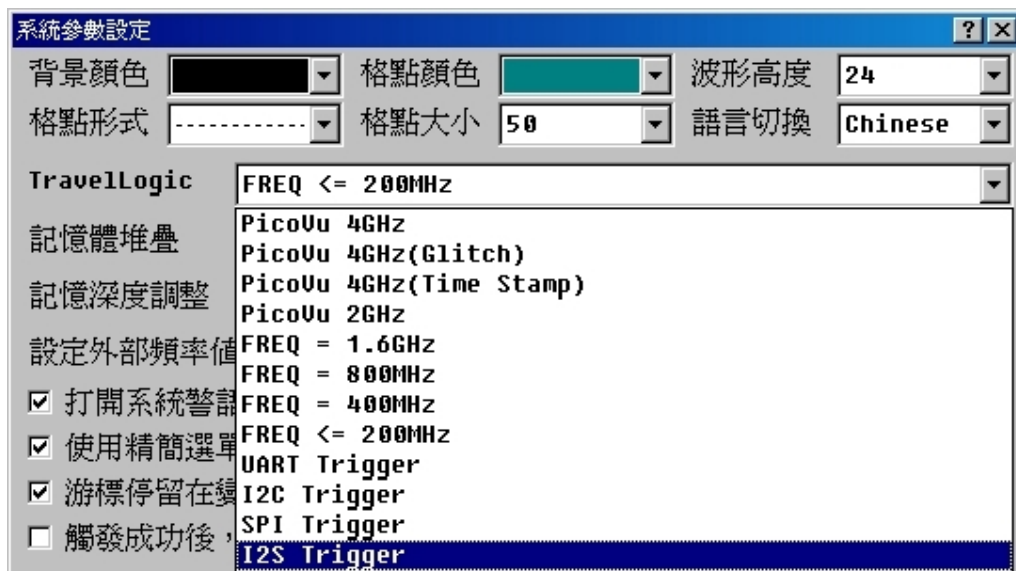 系統參數設定
背景顏色 格點顏色 波形高度 24
格點形式 格點大小 50 語言切換 Chinese
TravelLogic FREQ <= 200MHz
記憶體堆疊
記憶深度調整
設定外部頻率值
打開系統警語
使用精簡選單
游標停留在變
觸發成功後，
PicoVu 4GHz
PicoVu 4GHz(Glitch)
PicoVu 4GHz(Time Stamp)
PicoVu 2GHz
FREQ = 1.6GHz
FREQ = 800MHz
FREQ = 400MHz
FREQ <= 200MHz
UART Trigger
I2C Trigger
SPI Trigger
I2S Trigger